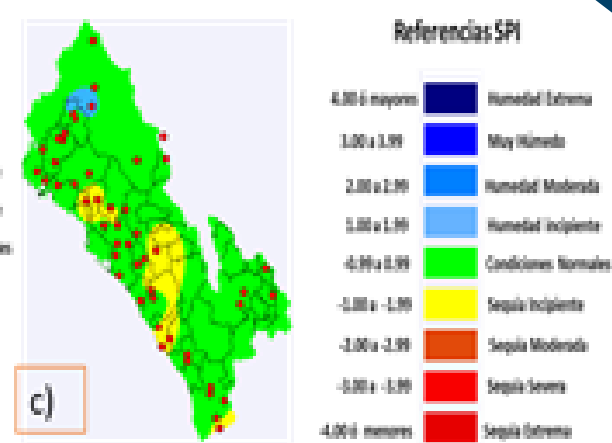 Referencias SPI
4.00 ó mayores Humedad Extrema
3.00 a 3.99 Muy Húmedo
2.00 a 2.99 Humedad Moderada
1.00 a 1.99 Humedad Incipiente
-0.99 a 0.99 Condiciones Normales
-1.00 a -1.99 Sequía Incipiente
-2.00 a -2.99 Sequía Moderada
-3.00 a -3.99 Sequía Severa
-4.00 ó menores Sequía Extrema
c)